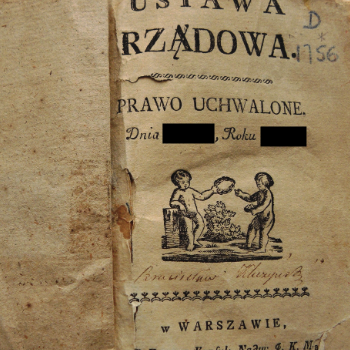 USTAWA
RZĄDOWA.
D
1756
PRAWO UCHWALONE.
Dnia , Roku
w WARSZAWIE,
J. K. M.